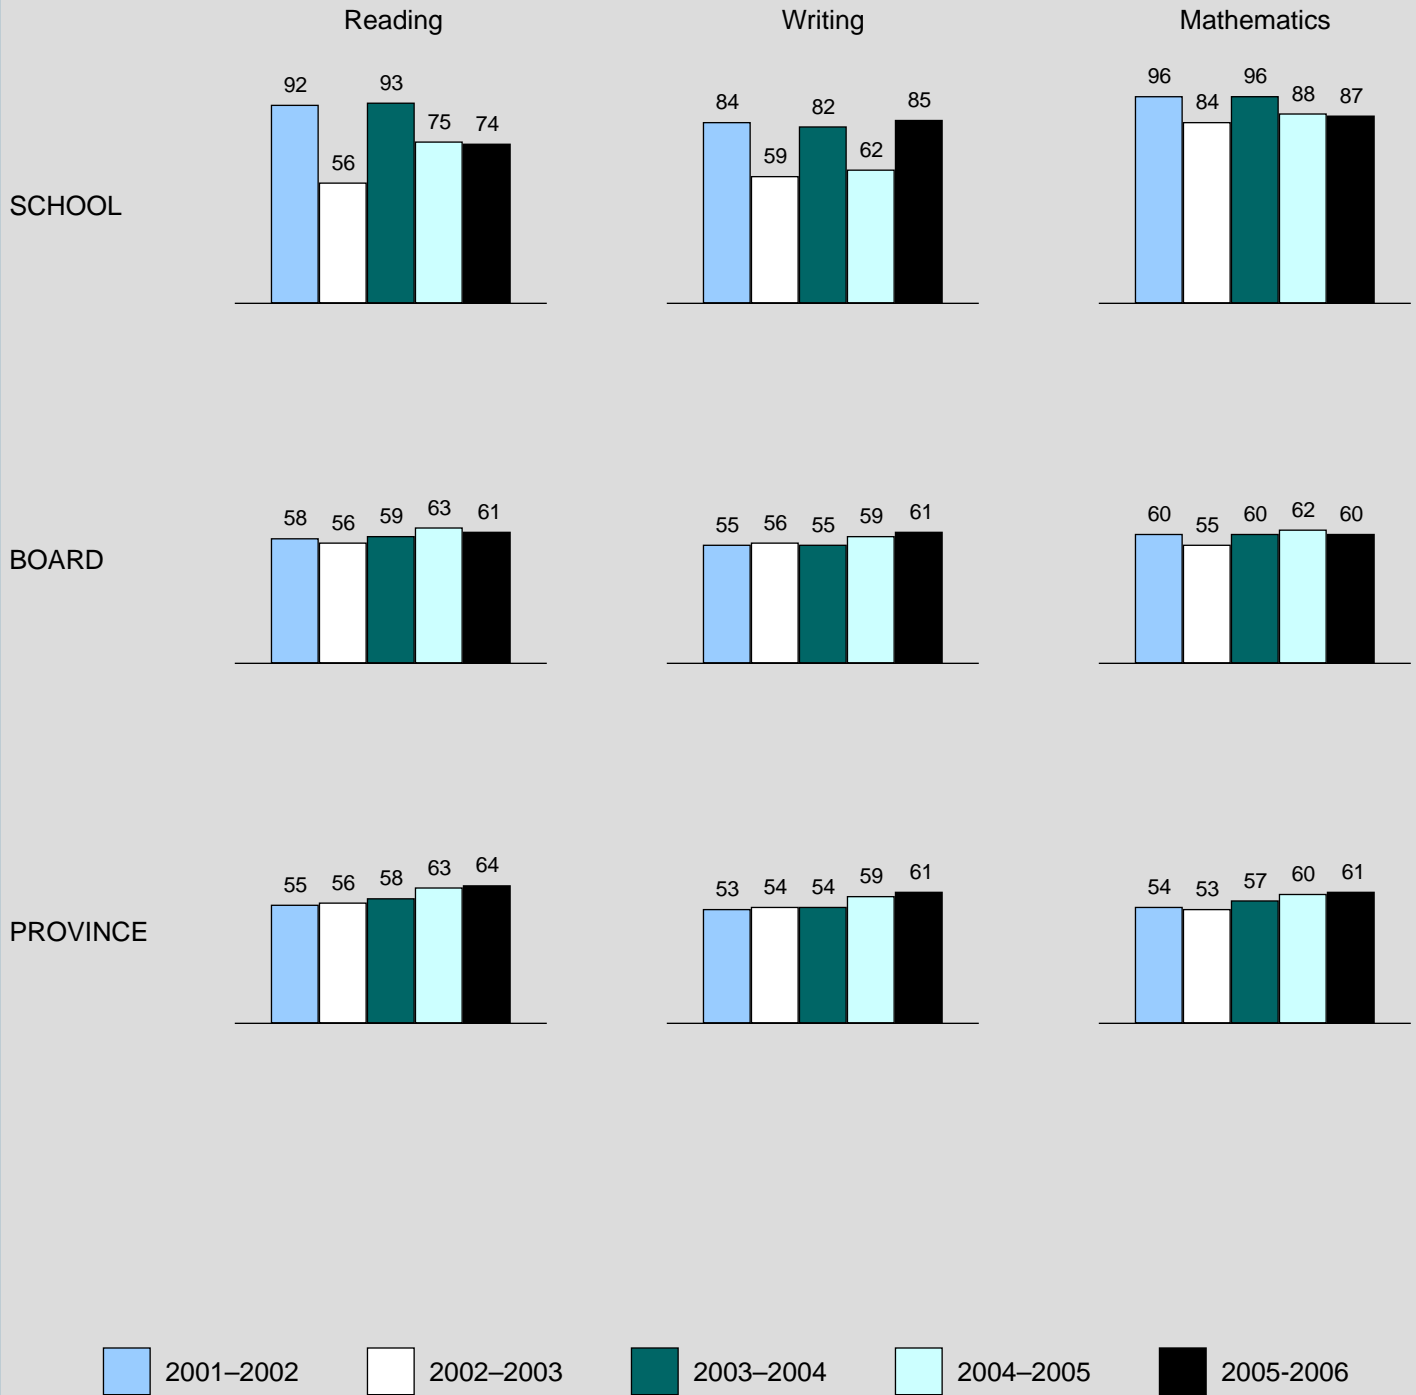 Reading Writing Mathematics
SCHOOL
92 56 93 75 74
84 59 82 62 85
96 84 96 88 87
BOARD
58 56 59 63 61
55 56 55 59 61
60 55 60 62 60
PROVINCE
55 56 58 63 64
53 54 54 59 61
54 53 57 60 61
2001–2002 2002–2003 2003–2004 2004–2005 2005-2006